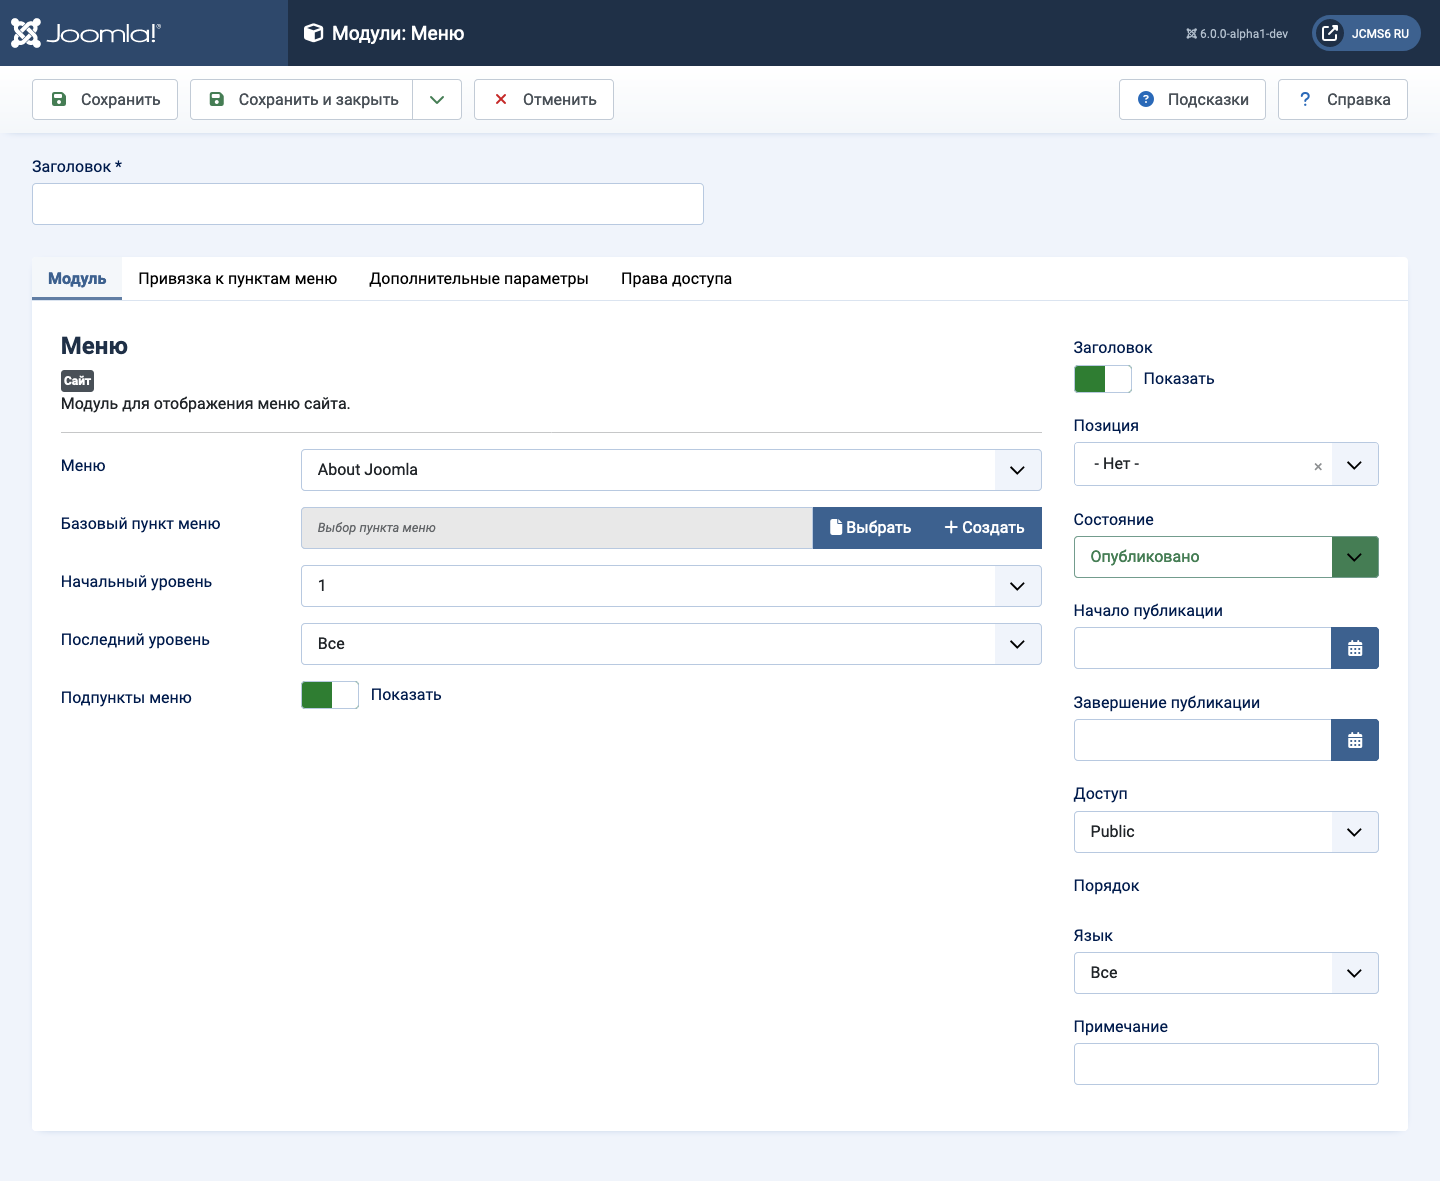 Joomla!®
Модули: Меню
6.0.0-alpha1-dev
JCMS6 RU
Сохранить
Сохранить и закрыть
Отменить
Подсказки
Справка
Заголовок *
Модуль
Привязка к пунктам меню
Дополнительные параметры
Права доступа
Меню
Сайт
Модуль для отображения меню сайта.
Меню
About Joomla
Базовый пункт меню
Выбор пункта меню
Выбрать
Создать
Начальный уровень
1
Последний уровень
Все
Подпункты меню
Показать
Заголовок
Показать
Позиция
- Нет -
Состояние
Опубликовано
Начало публикации
Завершение публикации
Доступ
Public
Порядок
Язык
Все
Примечание